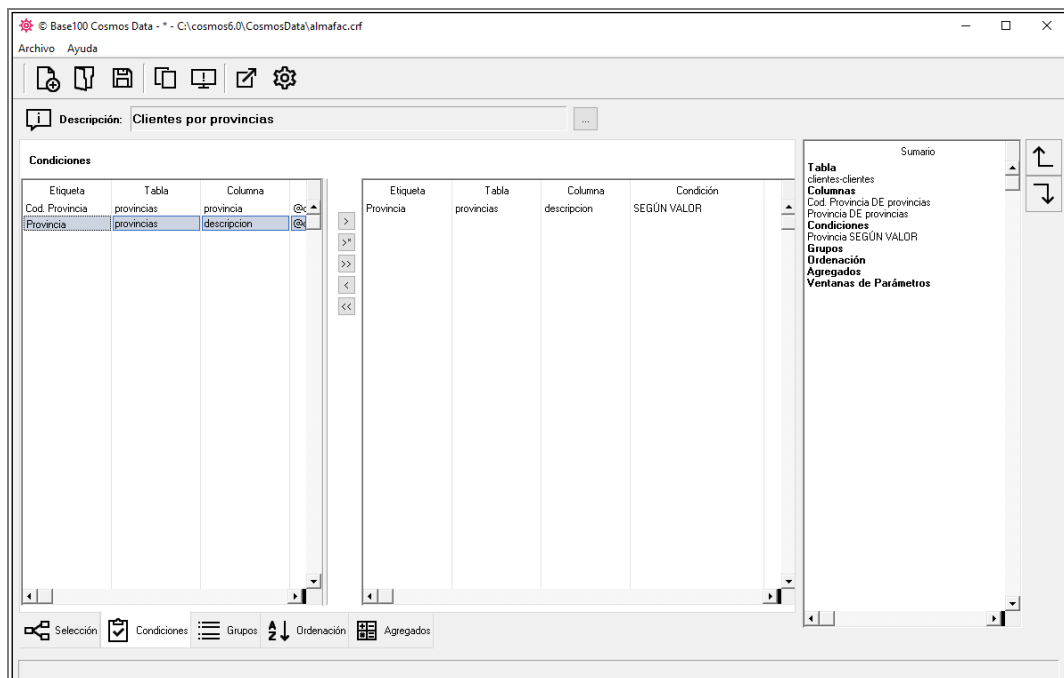 © Base100 Cosmos Data - * - C:\cosmos6.0\CosmosData\almafac.crf
Archivo Ayuda
Descripción: Clientes por provincias ...
Condiciones
Etiqueta Tabla Columna
Cod. Provincia provincias provincia
Provincia provincias descripcion
>
>*
>>
<
<<
Etiqueta Tabla Columna Condición
Provincia provincias descripcion SEGÚN VALOR
Sumario
Tabla
clientes-clientes
Columnas
Cod. Provincia DE provincias
Provincia DE provincias
Condiciones
Provincia SEGÚN VALOR
Grupos
Ordenación
Agregados
Ventanas de Parámetros
Selección Condiciones Grupos Ordenación Agregados